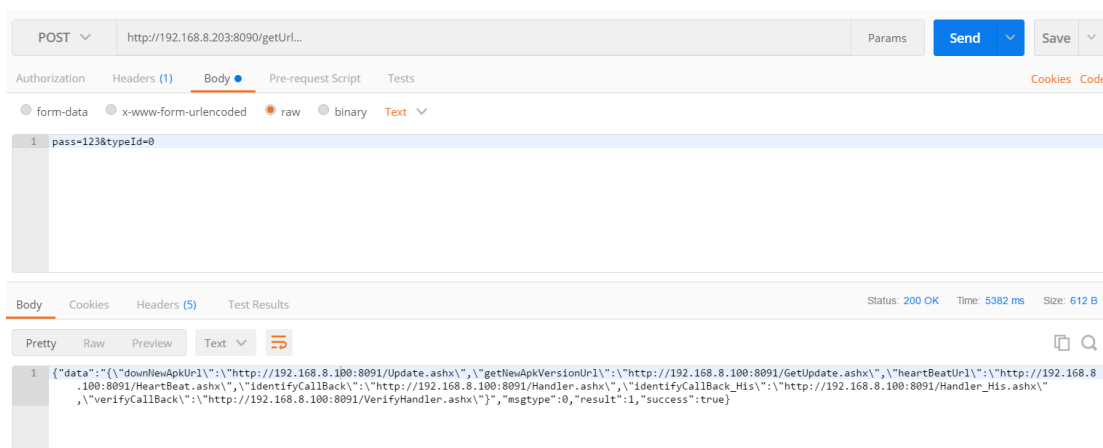 POST http://192.168.8.203:8090/getUrl... Params Send Save
Authorization Headers (1) Body Pre-request Script Tests Cookies Code
form-data x-www-form-urlencoded raw binary Text
1 pass=123&typeId=0
Body Cookies Headers (5) Test Results Status: 200 OK Time: 5382 ms Size: 612 B
Pretty Raw Preview Text
1 {"data":"{\"downNewApkUrl\":\"http://192.168.8.100:8091/Update.ashx\",\"getNewApkVersionUrl\":\"http://192.168.8.100:8091/GetUpdate.ashx\",\"heartBeatUrl\":\"http://192.168.8
.100:8091/HeartBeat.ashx\",\"identifyCallBack\":\"http://192.168.8.100:8091/Handler.ashx\",\"identifyCallBack_His\":\"http://192.168.8.100:8091/Handler_His.ashx\"
,\"verifyCallBack\":\"http://192.168.8.100:8091/VerifyHandler.ashx\"}","msgtype":0,"result":1,"success":true}